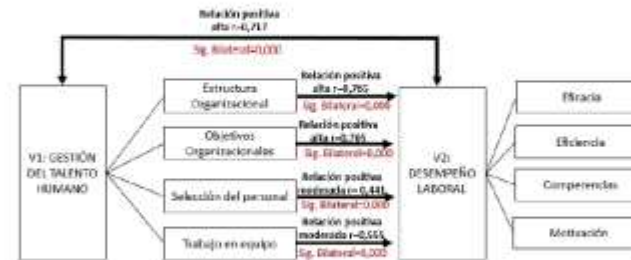 Relación positiva
alta r=0,717
Sig. Bilateral=0,000
V1: GESTIÓN
DEL TALENTO
HUMANO
Estructura
Organizacional
Relación positiva
alta r=0,765
Sig. Bilateral=0,000
Objetivos
Organizacionales
Relación positiva
alta r=0,705
Sig. Bilateral=0,000
Selección del personal
Relación positiva
moderada r= 0,441
Sig. Bilateral=0,000
Trabajo en equipo
Relación positiva
moderada r=0,555
Sig. Bilateral=0,000
V2:
DESEMPEÑO
LABORAL
Eficacia
Eficiencia
Competencias
Motivación